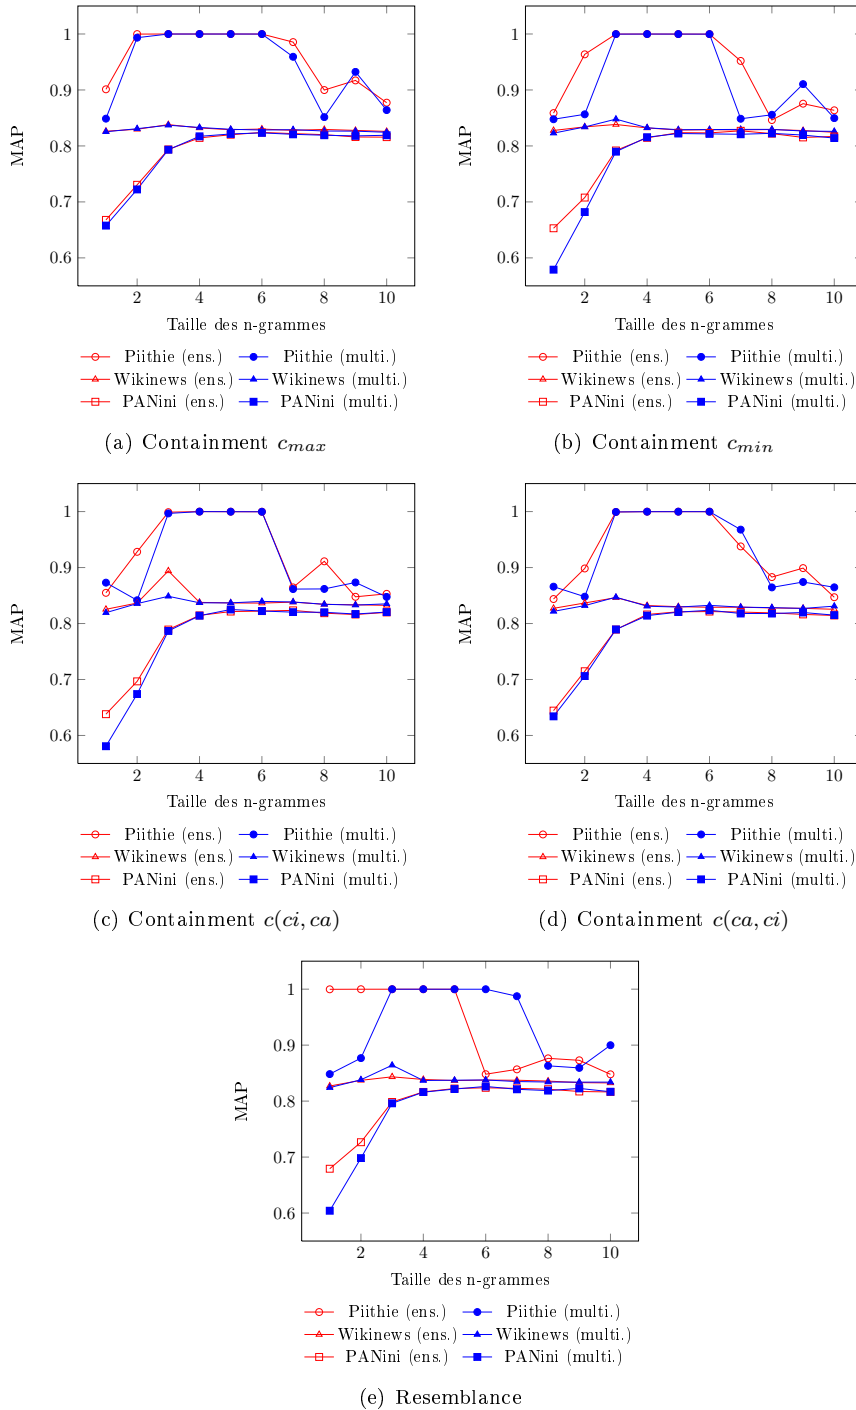 1
0.9
0.8
0.7
0.6
MAP
2 4 6 8 10
Taille des n-grammes
Piithie (ens.) Piithie (multi.)
Wikinews (ens.) Wikinews (multi.)
PANini (ens.) PANini (multi.)
(a) Containment c_max
1
0.9
0.8
0.7
0.6
MAP
2 4 6 8 10
Taille des n-grammes
Piithie (ens.) Piithie (multi.)
Wikinews (ens.) Wikinews (multi.)
PANini (ens.) PANini (multi.)
(b) Containment c_min
1
0.9
0.8
0.7
0.6
MAP
2 4 6 8 10
Taille des n-grammes
Piithie (ens.) Piithie (multi.)
Wikinews (ens.) Wikinews (multi.)
PANini (ens.) PANini (multi.)
(c) Containment c(ci, ca)
1
0.9
0.8
0.7
0.6
MAP
2 4 6 8 10
Taille des n-grammes
Piithie (ens.) Piithie (multi.)
Wikinews (ens.) Wikinews (multi.)
PANini (ens.) PANini (multi.)
(d) Containment c(ca, ci)
1
0.9
0.8
0.7
0.6
MAP
2 4 6 8 10
Taille des n-grammes
Piithie (ens.) Piithie (multi.)
Wikinews (ens.) Wikinews (multi.)
PANini (ens.) PANini (multi.)
(e) Resemblance